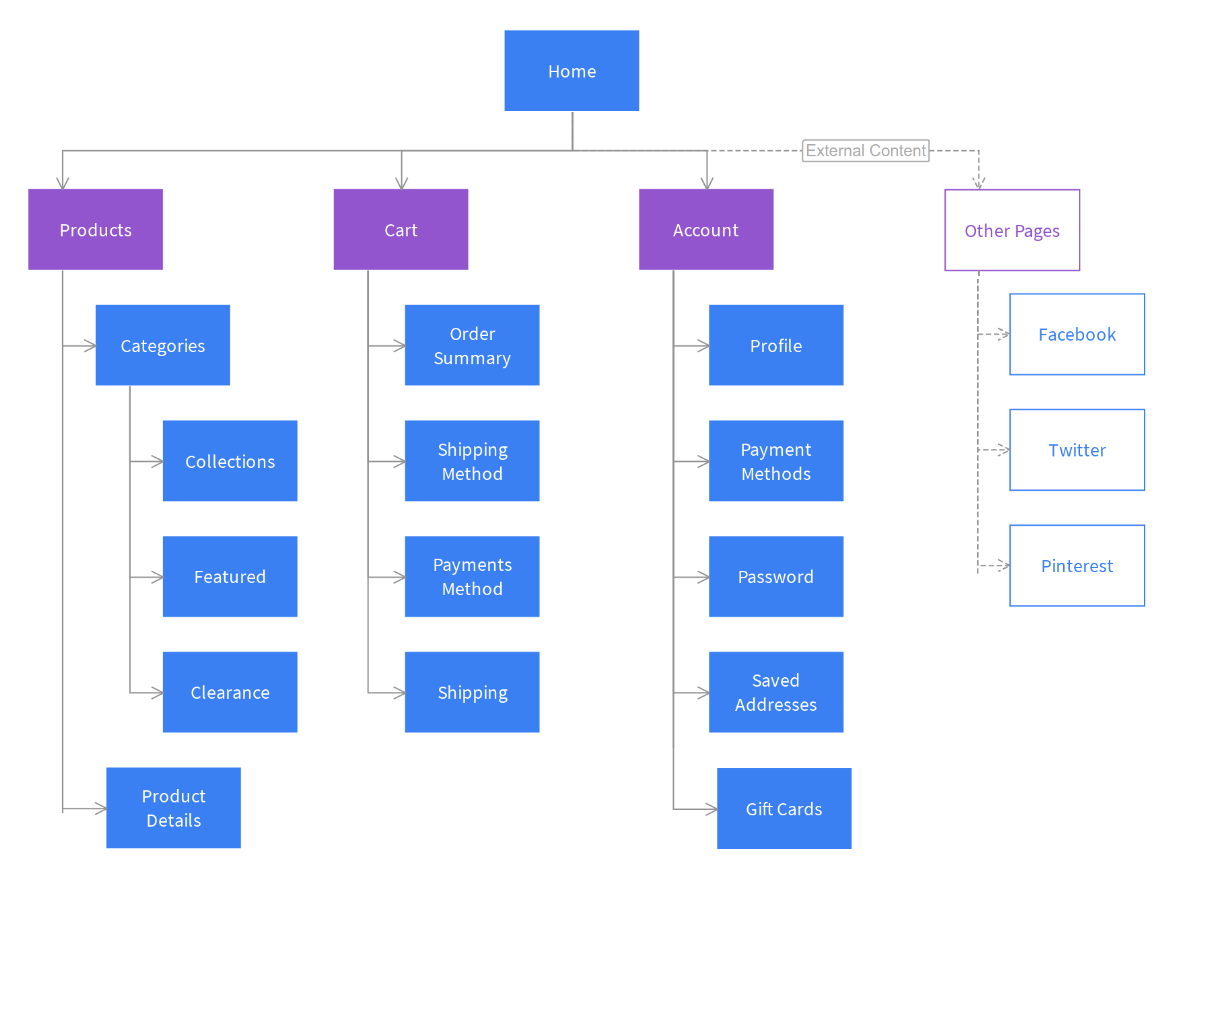 Home
External Content
Products
Cart
Account
Other Pages
Categories
Collections
Featured
Clearance
Product
Details
Order
Summary
Shipping
Method
Payments
Method
Shipping
Profile
Payment
Methods
Password
Saved
Addresses
Gift Cards
Facebook
Twitter
Pinterest